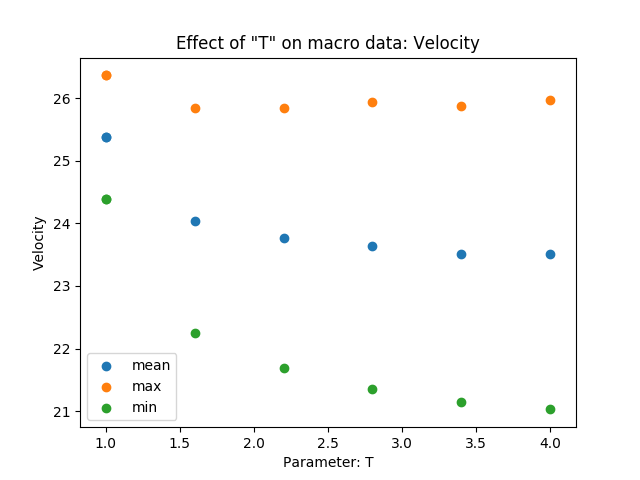 Effect of "T" on macro data: Velocity
26
25
24
23
22
21
Velocity
mean
max
min
1.0 1.5 2.0 2.5 3.0 3.5 4.0
Parameter: T